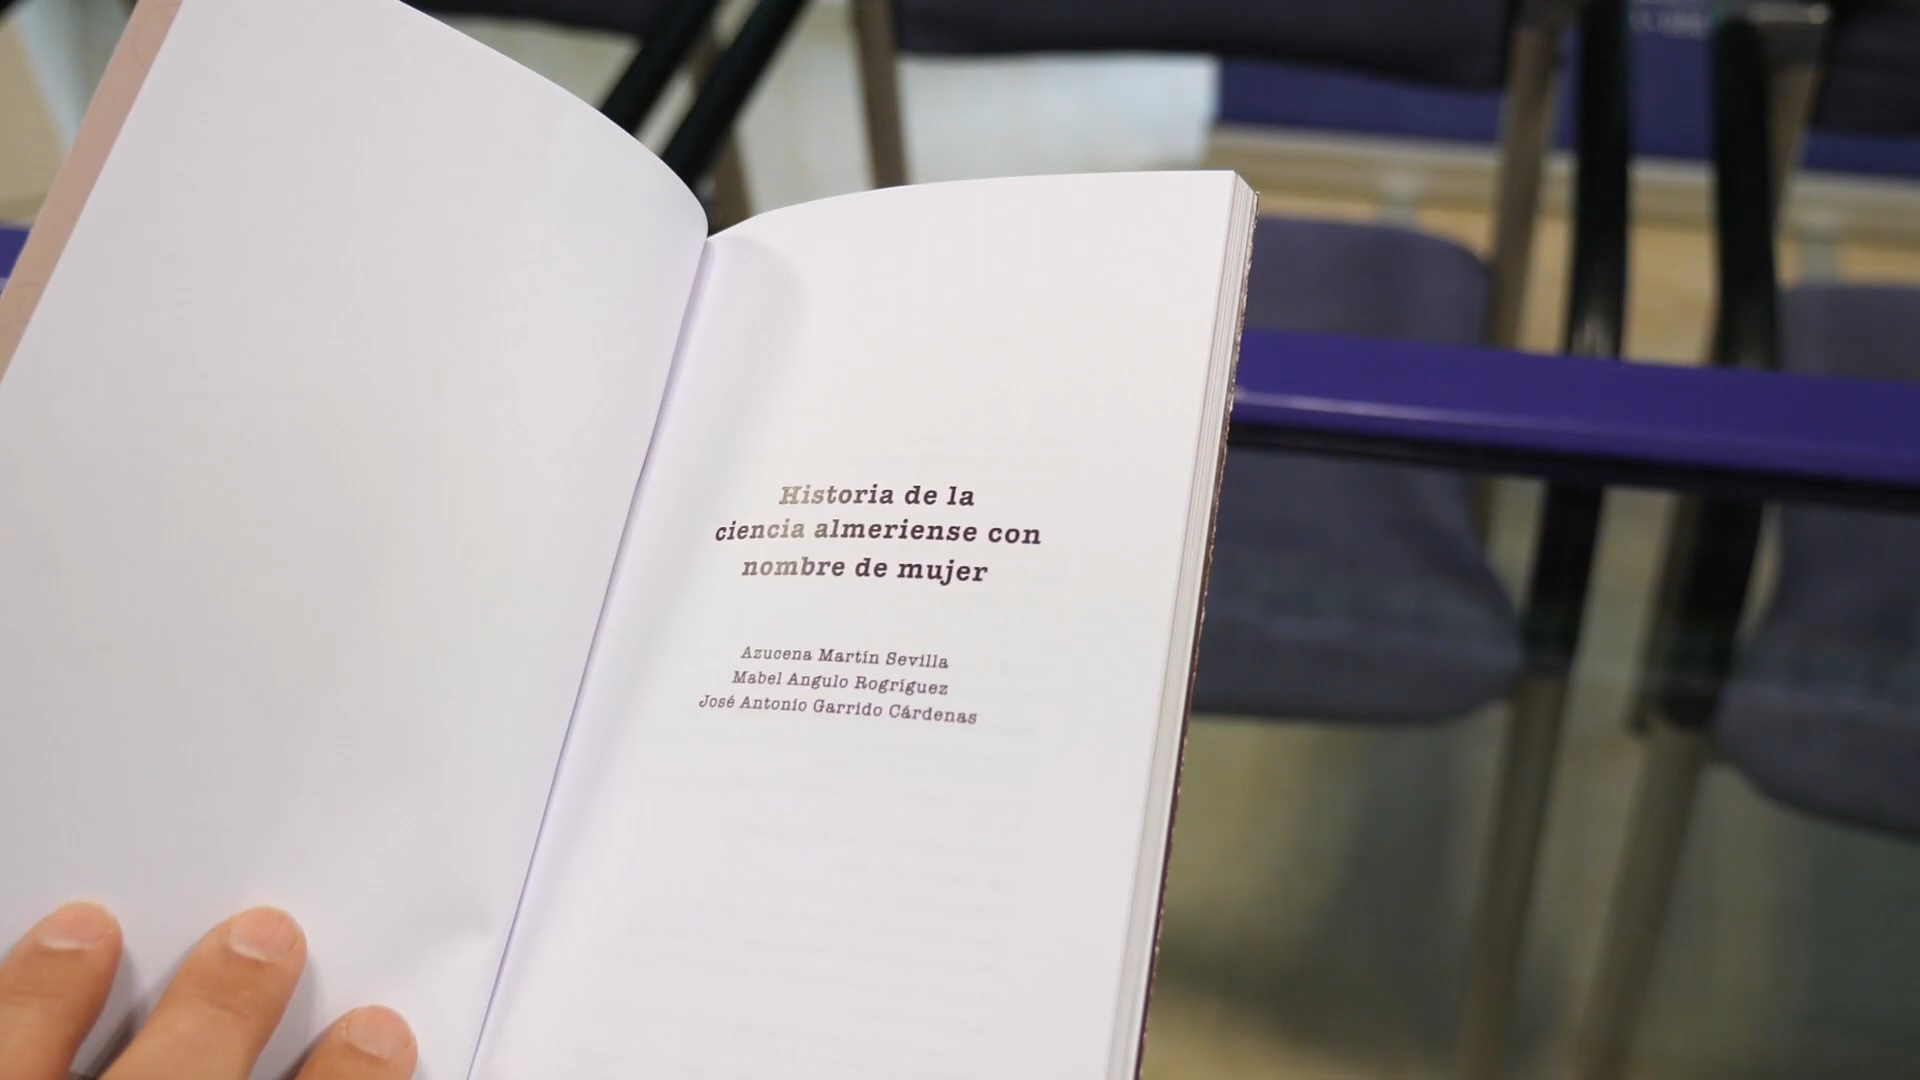 Historia de la
ciencia almeriense con
nombre de mujer
Azucena Martín Sevilla
Mabel Angulo Rogríguez
José Antonio Garrido Cárdenas